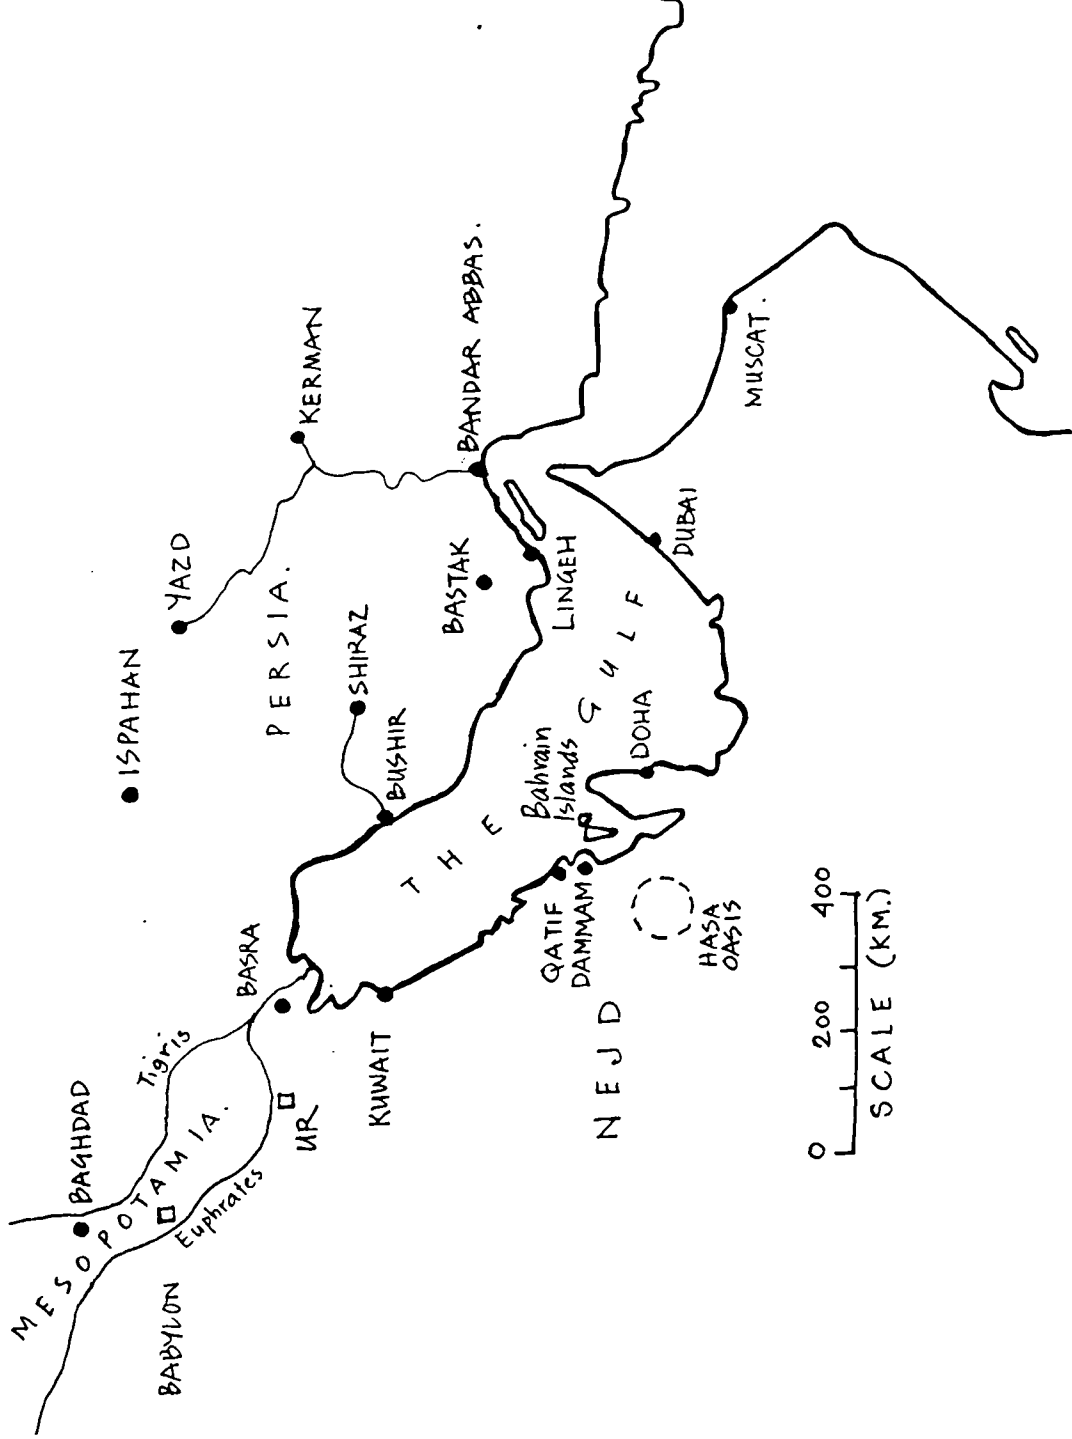 MESOPOTAMIA.
BAGHDAD
Tigris
BABYLON
Euphrates
UR
BASRA
KUWAIT
ISPAHAN
YAZD
PERSIA.
KERMAN
SHIRAZ
BUSHIR
BASTAK
BANDAR ABBAS.
LINGEH
THE GULF
Bahrain
Islands
QATIF
DAMMAM
DOHA
DUBAI
MUSCAT.
NEJD
HASA
OASIS
0 200 400
SCALE (KM.)